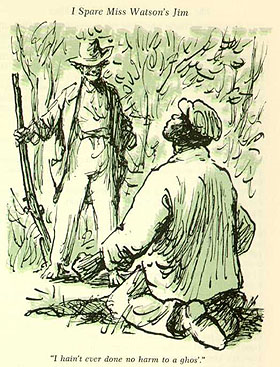 I Spare Miss Watson's Jim
"I hain't ever done no harm to a ghos'."